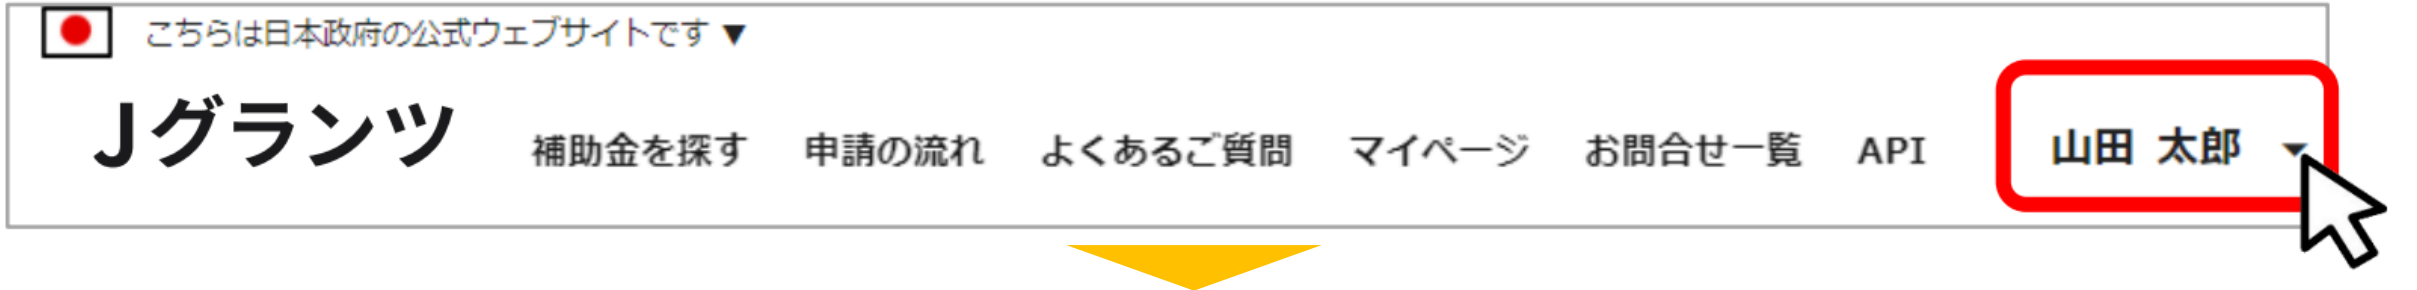 こちらは日本政府の公式ウェブサイトです ▼
Jグランツ 補助金を探す 申請の流れ よくあるご質問 マイページ お問合せ一覧 API 山田 太郎